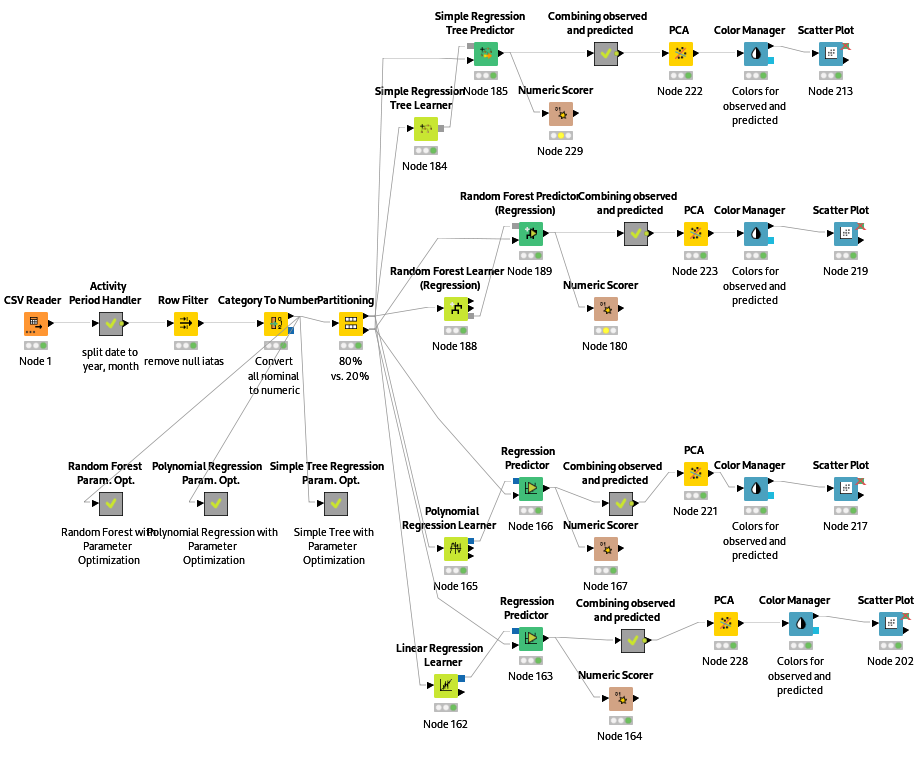 Simple Regression
Tree Predictor
Node 185
Combining observed
and predicted
PCA
Node 222
Color Manager
Colors for
observed and
predicted
Scatter Plot
Node 213
Simple Regression
Tree Learner
Node 184
Numeric Scorer
Node 229
Random Forest Predictor
(Regression)
Node 189
Combining observed
and predicted
PCA
Node 223
Color Manager
Colors for
observed and
predicted
Scatter Plot
Node 219
Random Forest Learner
(Regression)
Node 188
Numeric Scorer
Node 180
CSV Reader
Node 1
Activity
Period Handler
split date to
year, month
Row Filter
remove null iatas
Category To Number
Convert
all nominal
to numeric
Partitioning
80%
vs. 20%
Random Forest
Param. Opt.
Random Forest with
Parameter
Optimization
Polynomial Regression
Param. Opt.
Polynomial Regression with
Parameter
Optimization
Simple Tree Regression
Param. Opt.
Simple Tree with
Parameter
Optimization
Regression
Predictor
Node 166
Combining observed
and predicted
PCA
Node 221
Color Manager
Colors for
observed and
predicted
Scatter Plot
Node 217
Polynomial
Regression Learner
Node 165
Numeric Scorer
Node 167
Regression
Predictor
Node 163
Combining observed
and predicted
PCA
Node 228
Color Manager
Colors for
observed and
predicted
Scatter Plot
Node 202
Linear Regression
Learner
Node 162
Numeric Scorer
Node 164